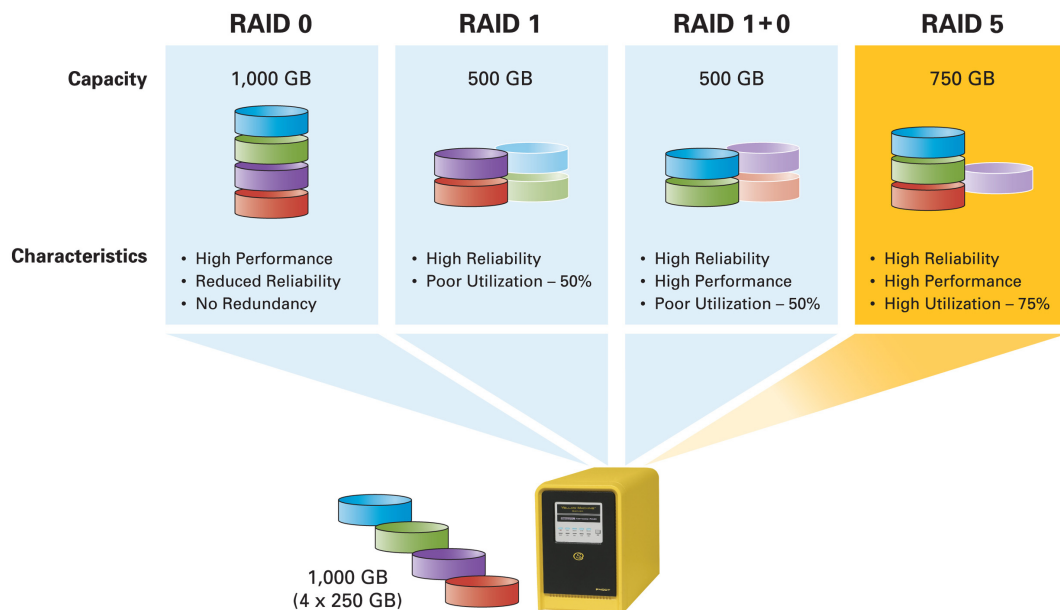 RAID 0
RAID 1
RAID 1+0
RAID 5
Capacity
1,000 GB
500 GB
500 GB
750 GB
Characteristics
• High Performance
• Reduced Reliability
• No Redundancy
• High Reliability
• Poor Utilization – 50%
• High Reliability
• High Performance
• Poor Utilization – 50%
• High Reliability
• High Performance
• High Utilization – 75%
1,000 GB
(4 x 250 GB)